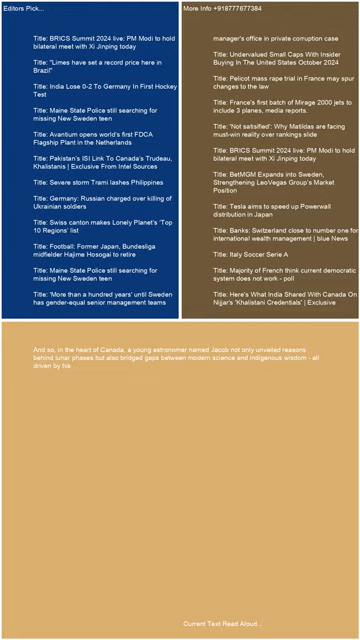 Editors Pick...
Title: BRICS Summit 2024 live: PM Modi to hold
bilateral meet with Xi Jinping today
Title: "Limes have set a record price here in
Brazil"
Title: India Lose 0-2 To Germany In First Hockey
Test
Title: Maine State Police still searching for
missing New Sweden teen
Title: Avantium opens world's first FDCA
Flagship Plant in the Netherlands
Title: Pakistan's ISI Link To Canada's Trudeau,
Khalistanis | Exclusive From Intel Sources
Title: Severe storm Trami lashes Philippines
Title: Germany: Russian charged over killing of
Ukrainian soldiers
Title: Swiss canton makes Lonely Planet's 'Top
10 Regions' list
Title: Football: Former Japan, Bundesliga
midfielder Hajime Hosogai to retire
Title: Maine State Police still searching for
missing New Sweden teen
Title: 'More than a hundred years' until Sweden
has gender-equal senior management teams
More Info +918777677384
manager's office in private corruption case
Title: Undervalued Small Caps With Insider
Buying In The United States October 2024
Title: Pelicot mass rape trial in France may spur
changes to the law
Title: France's first batch of Mirage 2000 jets to
include 3 planes, media reports.
Title: 'Not satisfied': Why Matildas are facing
must-win reality over rankings slide
Title: BRICS Summit 2024 live: PM Modi to hold
bilateral meet with Xi Jinping today
Title: BetMGM Expands into Sweden,
Strengthening LeoVegas Group's Market
Position
Title: Tesla aims to speed up Powerwall
distribution in Japan
Title: Banks: Switzerland close to number one for
international wealth management | blue News
Title: Italy Soccer Serie A
Title: Majority of French think current democratic
system does not work - poll
Title: Here's What India Shared With Canada On
Nijjar's 'Khalistani Credentials' | Exclusive
And so, in the heart of Canada, a young astronomer named Jacob not only unveiled reasons
behind lunar phases but also bridged gaps between modern science and indigenous wisdom - all
driven by his
Current Text Read Aloud...